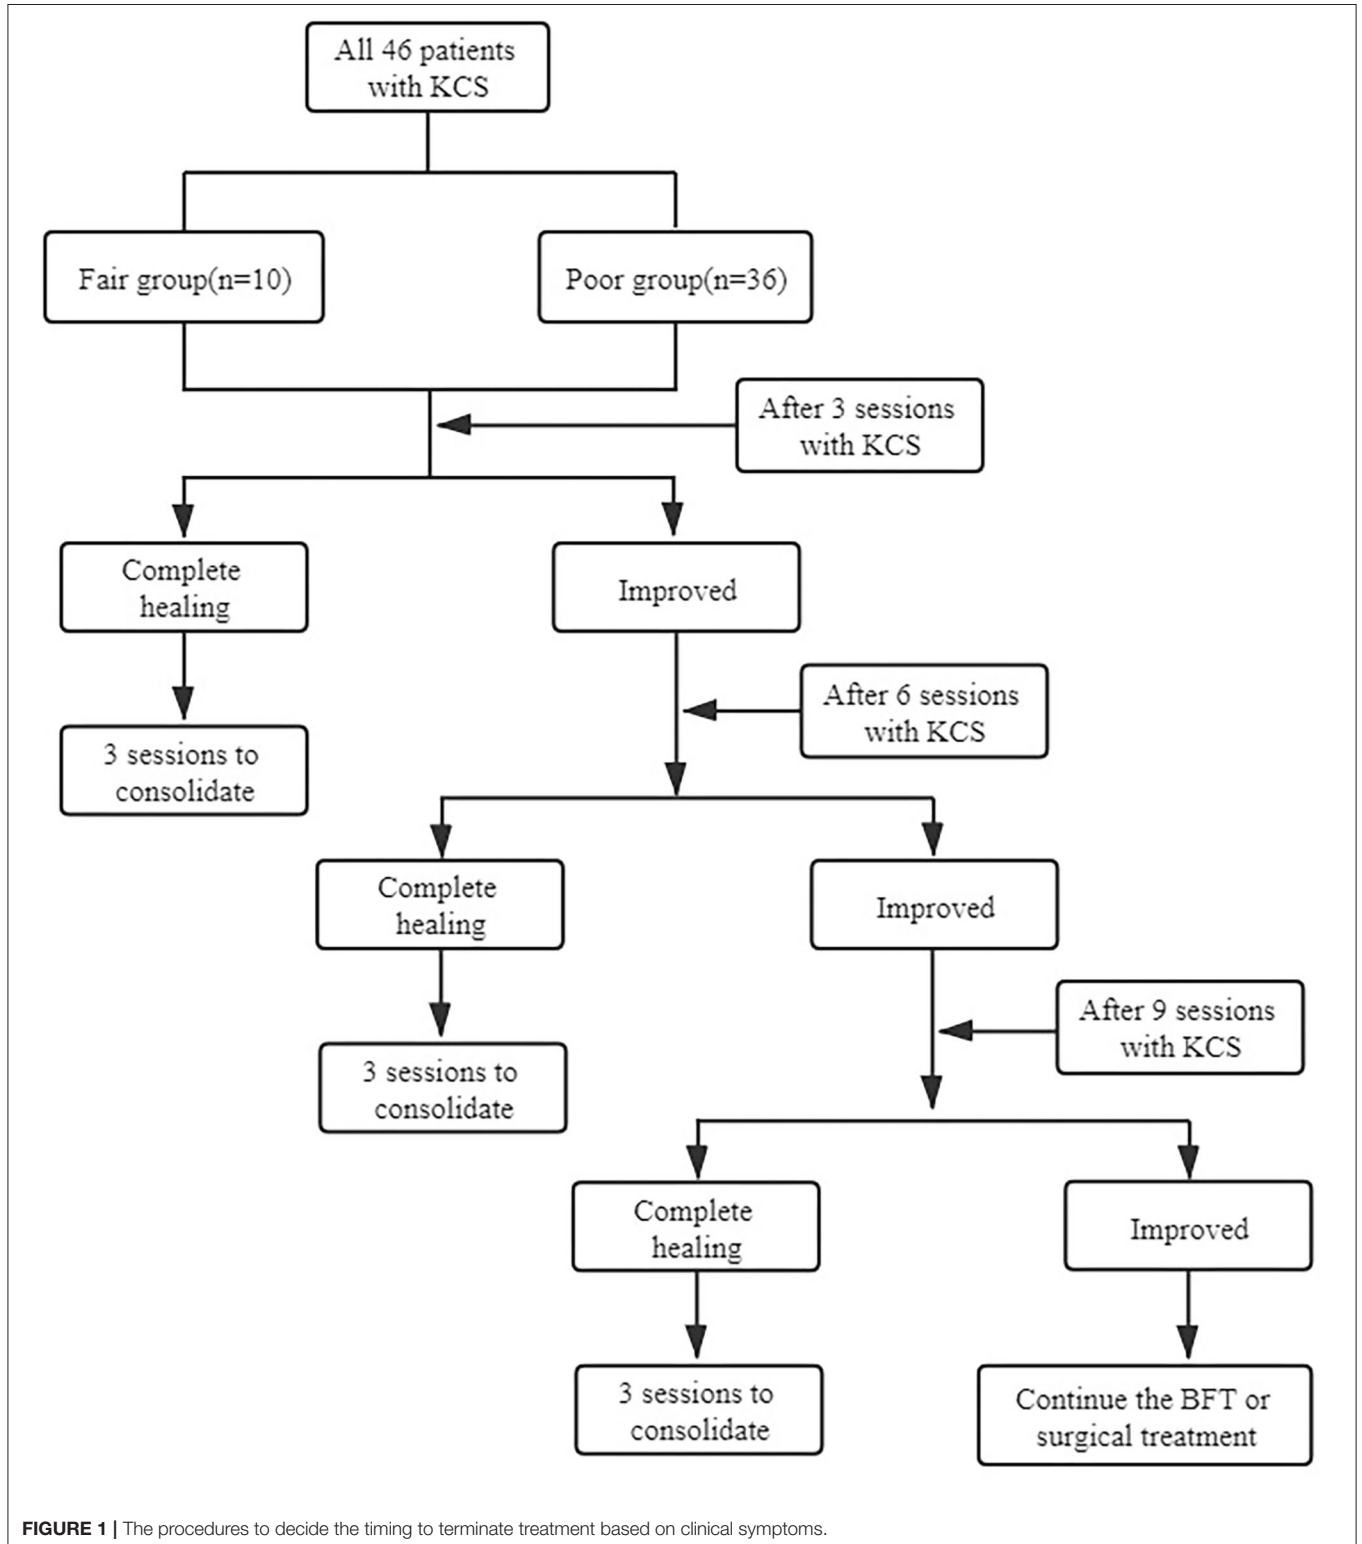 All 46 patients
with KCS
Fair group(n=10)
Poor group(n=36)
After 3 sessions
with KCS
Complete
healing
Improved
After 6 sessions
with KCS
3 sessions to
consolidate
Complete
healing
Improved
After 9 sessions
with KCS
3 sessions to
consolidate
Complete
healing
Improved
3 sessions to
consolidate
Continue the BFT or
surgical treatment
FIGURE 1 | The procedures to decide the timing to terminate treatment based on clinical symptoms.